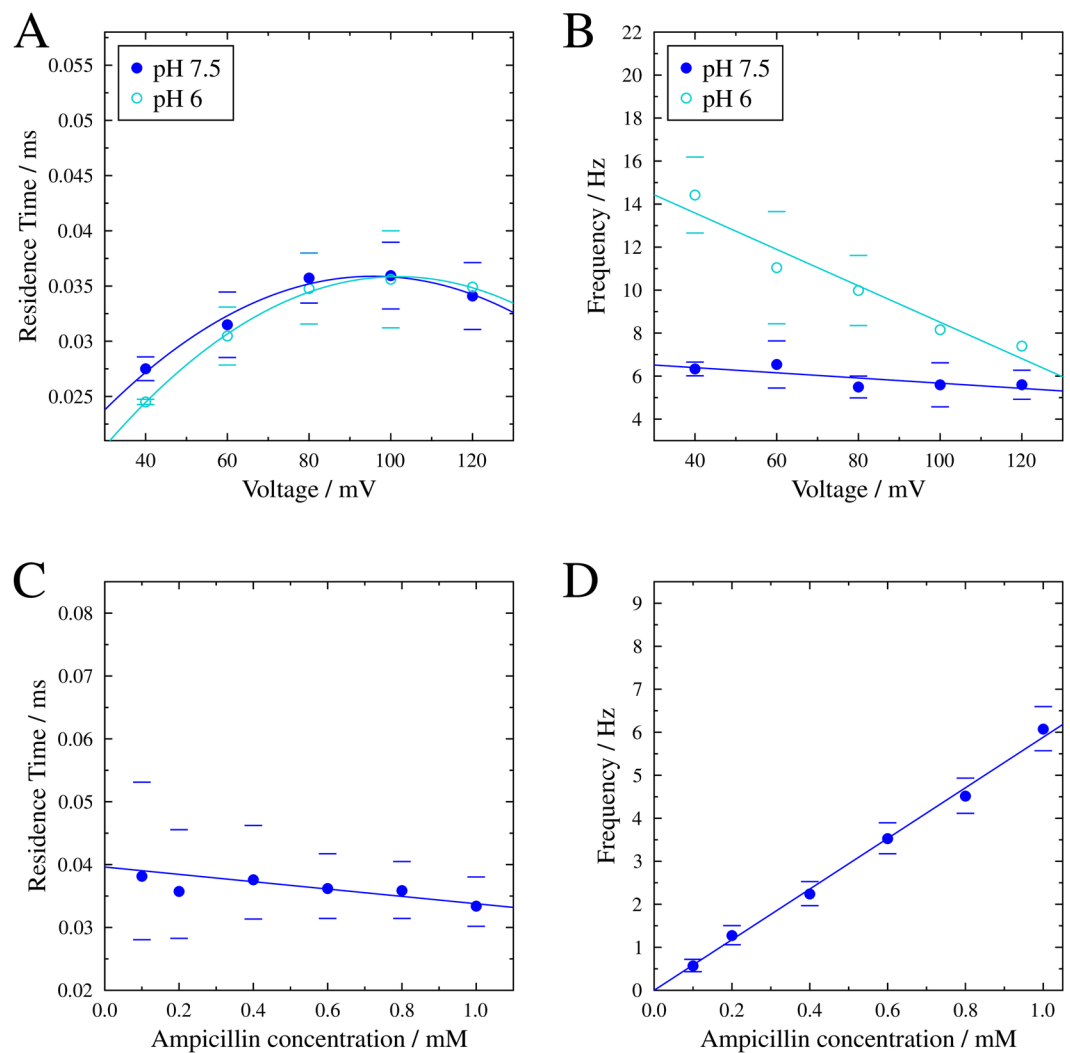 A
0.055
0.05
0.045
0.04
0.035
0.03
0.025
Residence Time / ms
pH 7.5
pH 6
40 60 80 100 120
Voltage / mV
B
22
20
18
16
14
12
10
8
6
4
Frequency / Hz
pH 7.5
pH 6
40 60 80 100 120
Voltage / mV
C
0.08
0.07
0.06
0.05
0.04
0.03
0.02
Residence Time / ms
0.0 0.2 0.4 0.6 0.8 1.0
Ampicillin concentration / mM
D
9
8
7
6
5
4
3
2
1
0
Frequency / Hz
0.0 0.2 0.4 0.6 0.8 1.0
Ampicillin concentration / mM